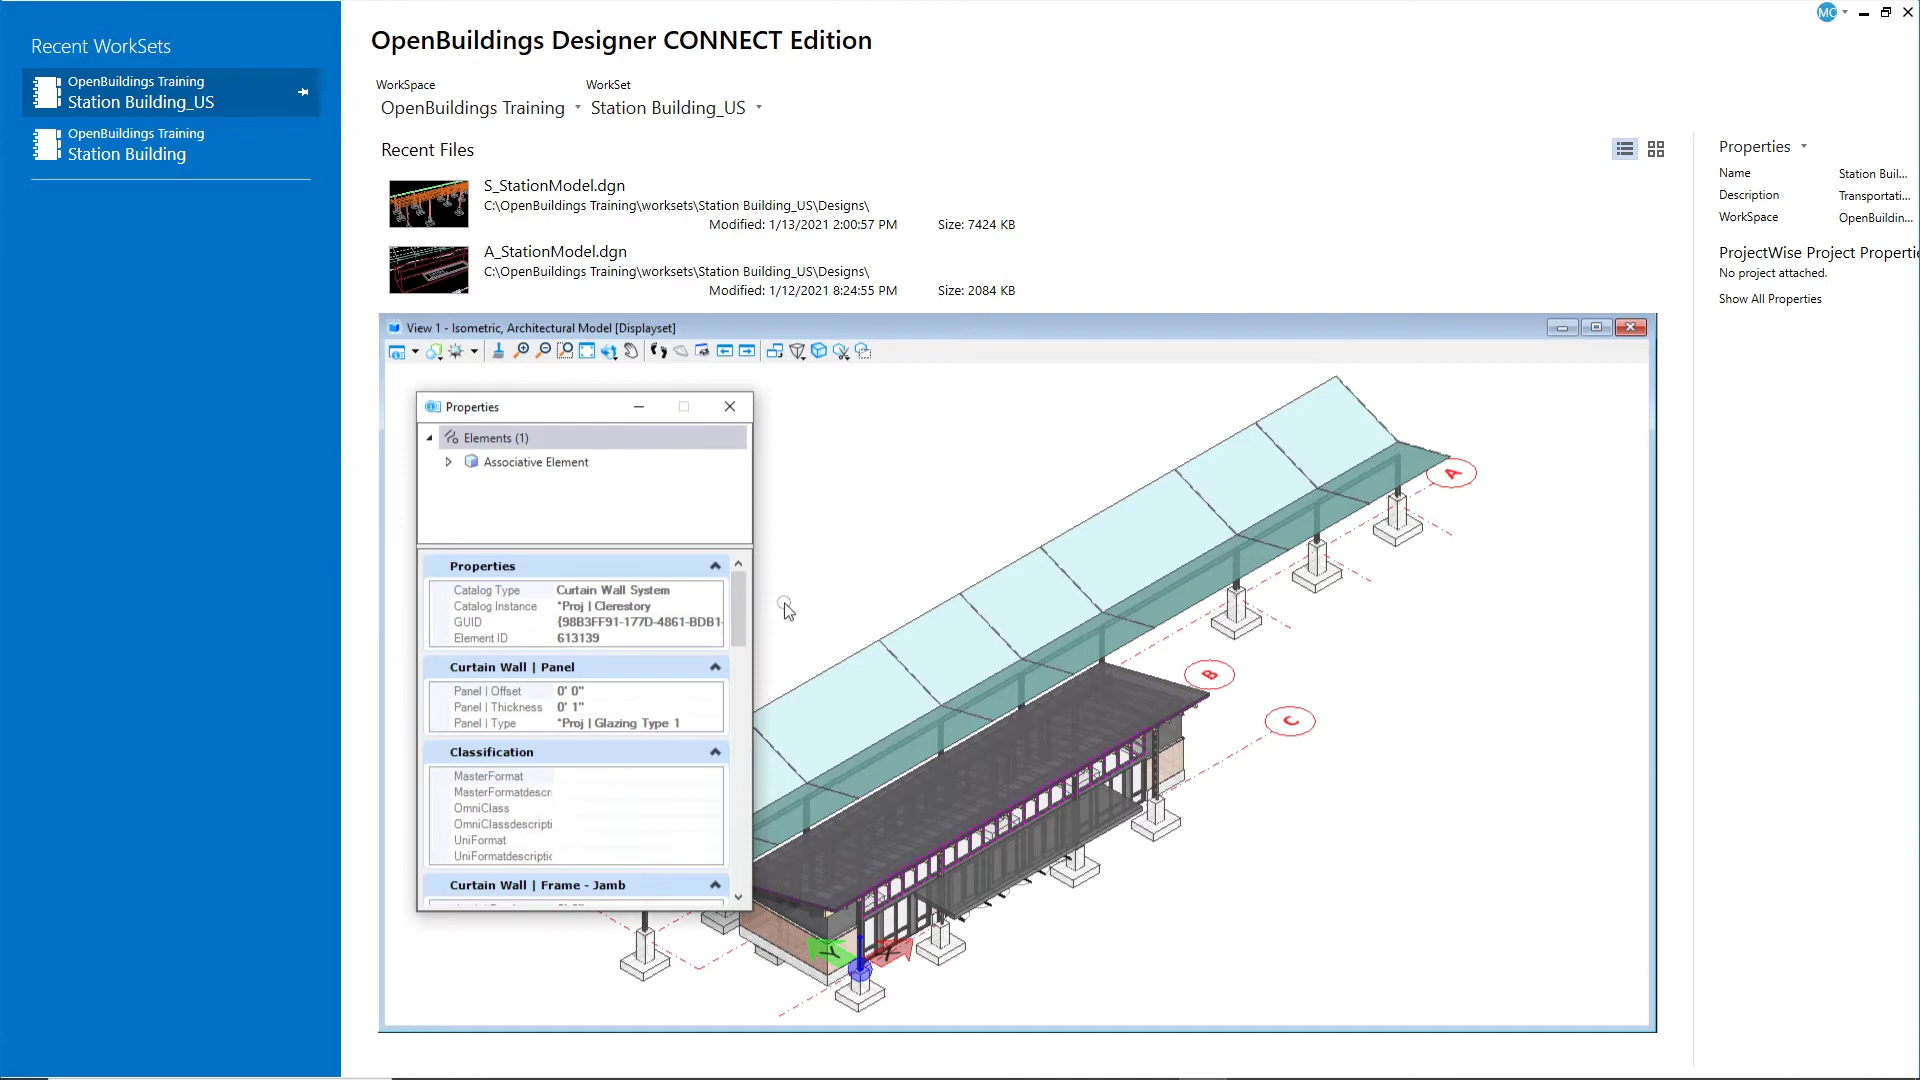 MC
Recent WorkSets
OpenBuildings Training
Station Building_US
OpenBuildings Training
Station Building
OpenBuildings Designer CONNECT Edition
WorkSpace WorkSet
OpenBuildings Training Station Building_US
Recent Files
S_StationModel.dgn
C:\OpenBuildings Training\worksets\Station Building_US\Designs\
Modified: 1/13/2021 2:00:57 PM Size: 7424 KB
A_StationModel.dgn
C:\OpenBuildings Training\worksets\Station Building_US\Designs\
Modified: 1/12/2021 8:24:55 PM Size: 2084 KB
View 1 - Isometric, Architectural Model [Displayset]
Properties
Elements (1)
Associative Element
Properties
Catalog Type Curtain Wall System
Catalog Instance *Proj | Clerestory
GUID {98B3FF91-177D-4861-BDB1-
Element ID 613139
Curtain Wall | Panel
Panel | Offset 0' 0"
Panel | Thickness 0' 1"
Panel | Type *Proj | Glazing Type 1
Classification
MasterFormat
MasterFormatdescri
OmniClass
OmniClassdescripti
UniFormat
UniFormatdescriptic
Curtain Wall | Frame - Jamb
A
B
C
Y
X
Properties
Name Station Buil...
Description Transportati...
WorkSpace OpenBuildin...
ProjectWise Project Propertie
No project attached.
Show All Properties